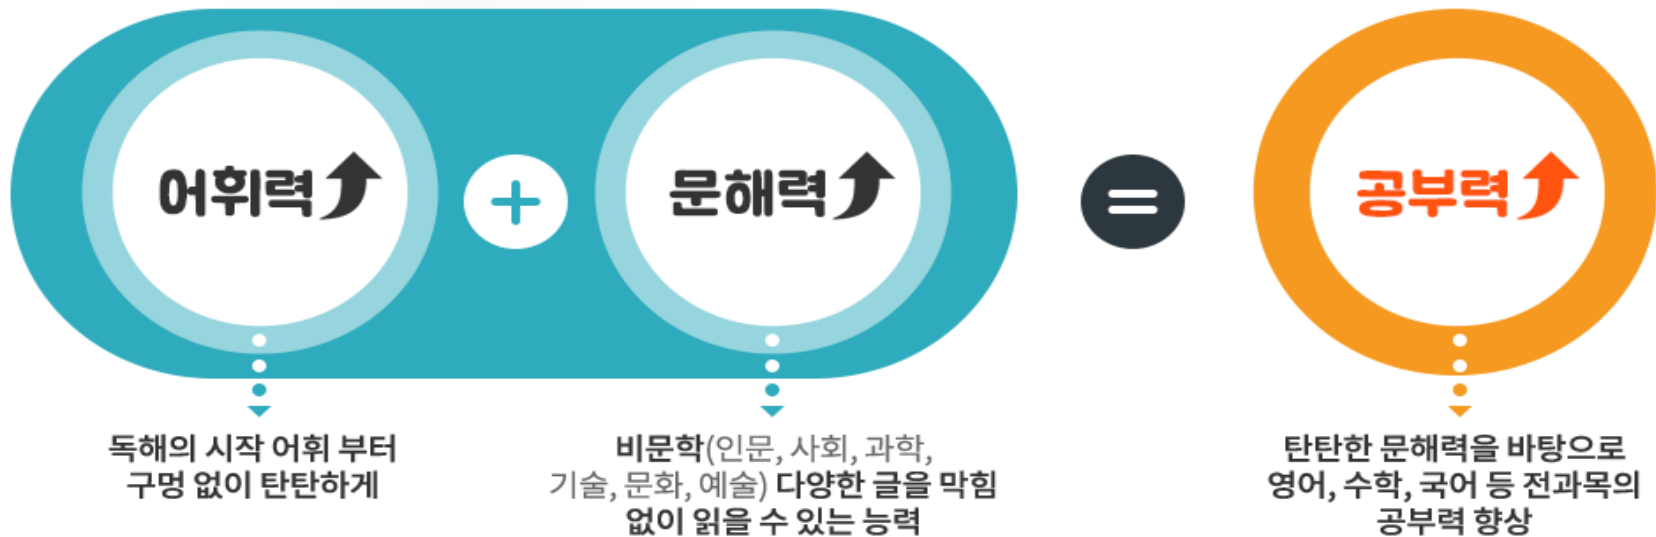 어휘력
+
문해력
=
공부력
독해의 시작 어휘 부터
구멍 없이 탄탄하게
비문학(인문, 사회, 과학,
기술, 문화, 예술) 다양한 글을 막힘
없이 읽을 수 있는 능력
탄탄한 문해력을 바탕으로
영어, 수학, 국어 등 전과목의
공부력 향상